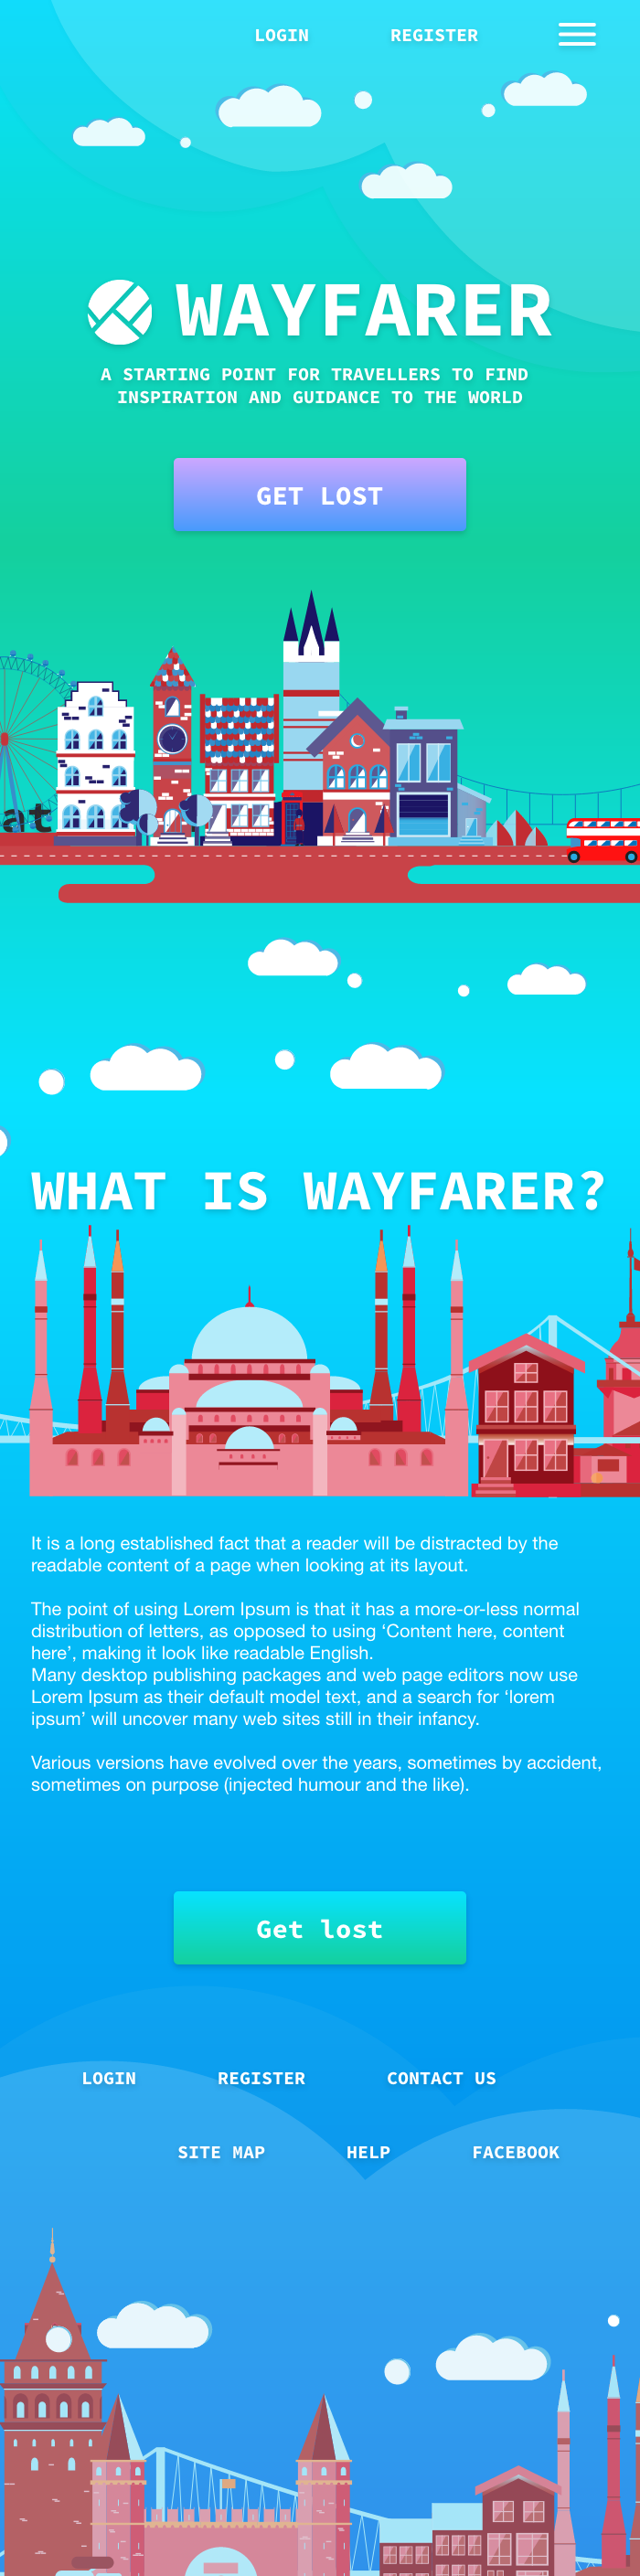 LOGIN REGISTER
WAYFARER
A STARTING POINT FOR TRAVELLERS TO FIND
INSPIRATION AND GUIDANCE TO THE WORLD
GET LOST
at
WHAT IS WAYFARER?
It is a long established fact that a reader will be distracted by the
readable content of a page when looking at its layout.
The point of using Lorem Ipsum is that it has a more-or-less normal
distribution of letters, as opposed to using ‘Content here, content
here’, making it look like readable English.
Many desktop publishing packages and web page editors now use
Lorem Ipsum as their default model text, and a search for ‘lorem
ipsum’ will uncover many web sites still in their infancy.
Various versions have evolved over the years, sometimes by accident,
sometimes on purpose (injected humour and the like).
Get lost
LOGIN REGISTER CONTACT US
SITE MAP HELP FACEBOOK